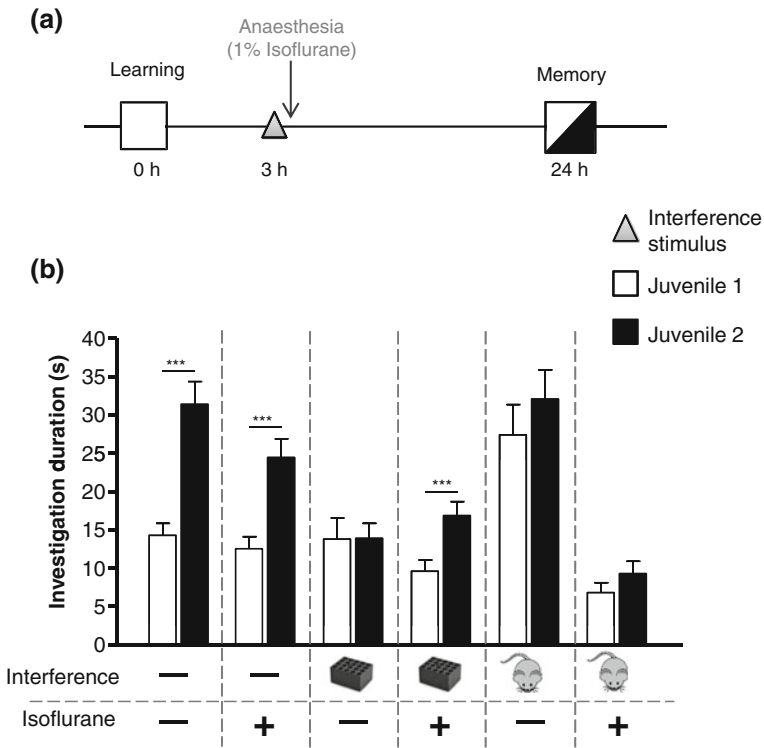 (a)
Anaesthesia
(1% Isoflurane)
Learning
Memory
0 h
3 h
24 h
Interference
stimulus
Juvenile 1
Juvenile 2
(b)
Investigation duration (s)
40
35
30
25
20
15
10
5
0
***
***
***
Interference — —
Isoflurane — + — + — +